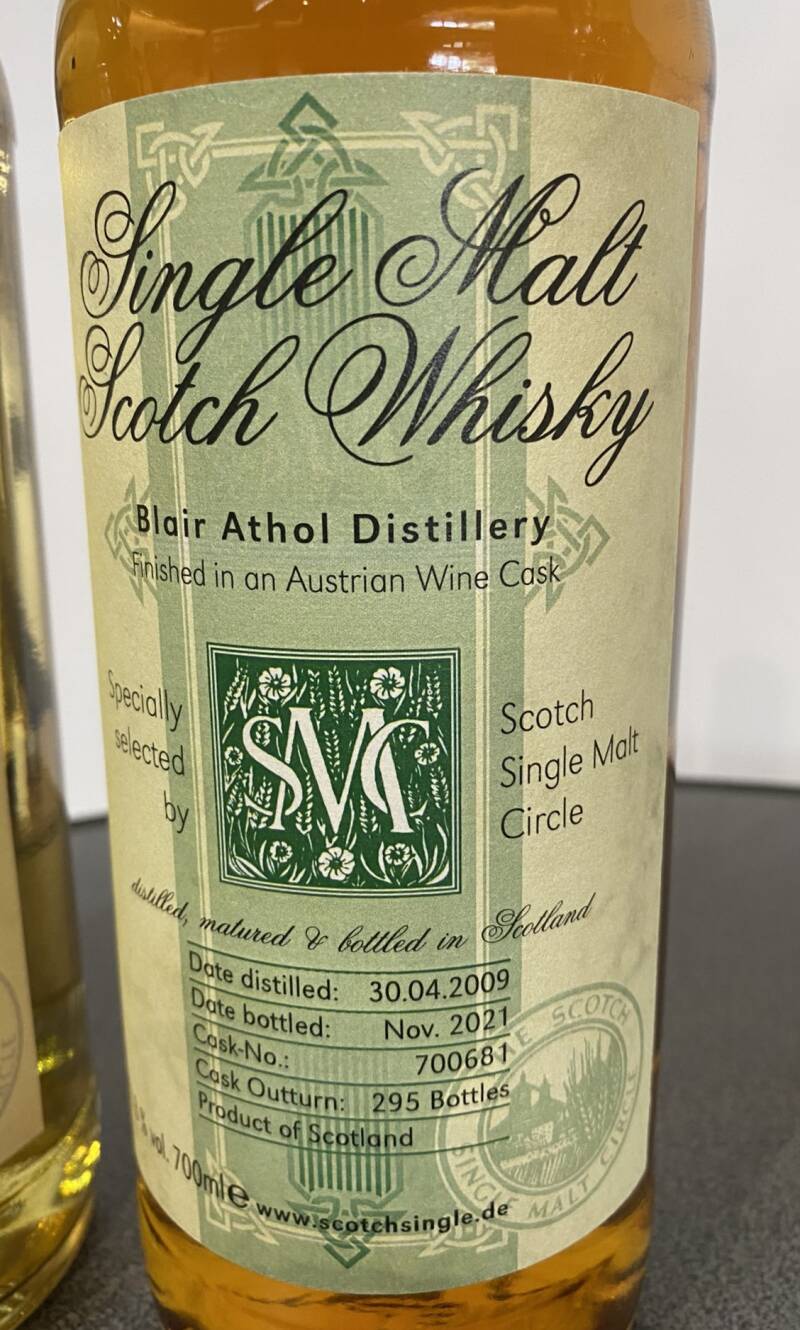 Single Malt
Scotch Whisky
Blair Athol Distillery
Finished in an Austrian Wine Cask
Specially
selected
by
SMC
Scotch
Single Malt
Circle
distilled, matured & bottled in Scotland
Date distilled: 30.04.2009
Date bottled: Nov. 2021
Cask-No.: 700681
Cask Outturn: 295 Bottles
Product of Scotland
% vol. 700ml e www.scotchsingle.de
SCOTCH
SINGLE MALT CIRCLE